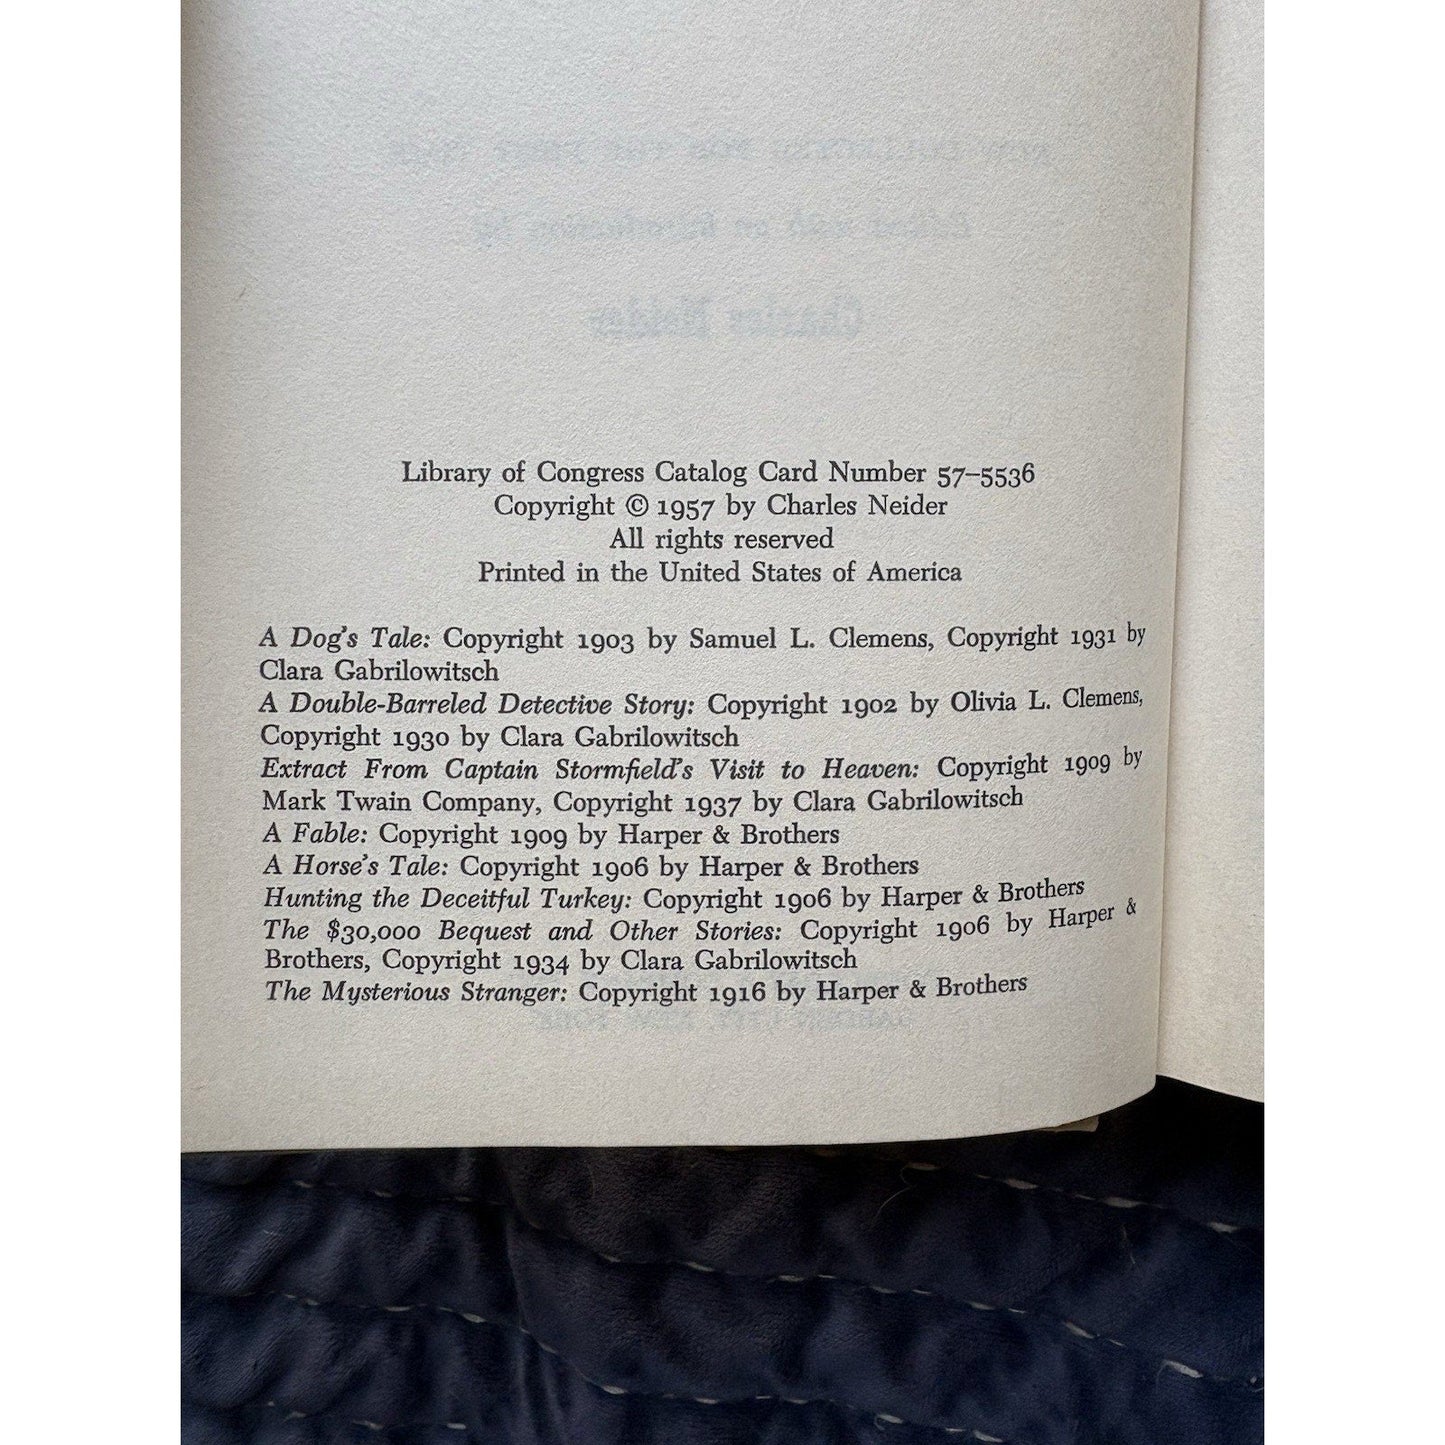 Library of Congress Catalog Card Number 57–5536
Copyright © 1957 by Charles Neider
All rights reserved
Printed in the United States of America
A Dog's Tale: Copyright 1903 by Samuel L. Clemens, Copyright 1931 by
Clara Gabrilowitsch
A Double-Barreled Detective Story: Copyright 1902 by Olivia L. Clemens,
Copyright 1930 by Clara Gabrilowitsch
Extract From Captain Stormfield's Visit to Heaven: Copyright 1909 by
Mark Twain Company, Copyright 1937 by Clara Gabrilowitsch
A Fable: Copyright 1909 by Harper & Brothers
A Horse's Tale: Copyright 1906 by Harper & Brothers
Hunting the Deceitful Turkey: Copyright 1906 by Harper & Brothers
The $30,000 Bequest and Other Stories: Copyright 1906 by Harper &
Brothers, Copyright 1934 by Clara Gabrilowitsch
The Mysterious Stranger: Copyright 1916 by Harper & Brothers